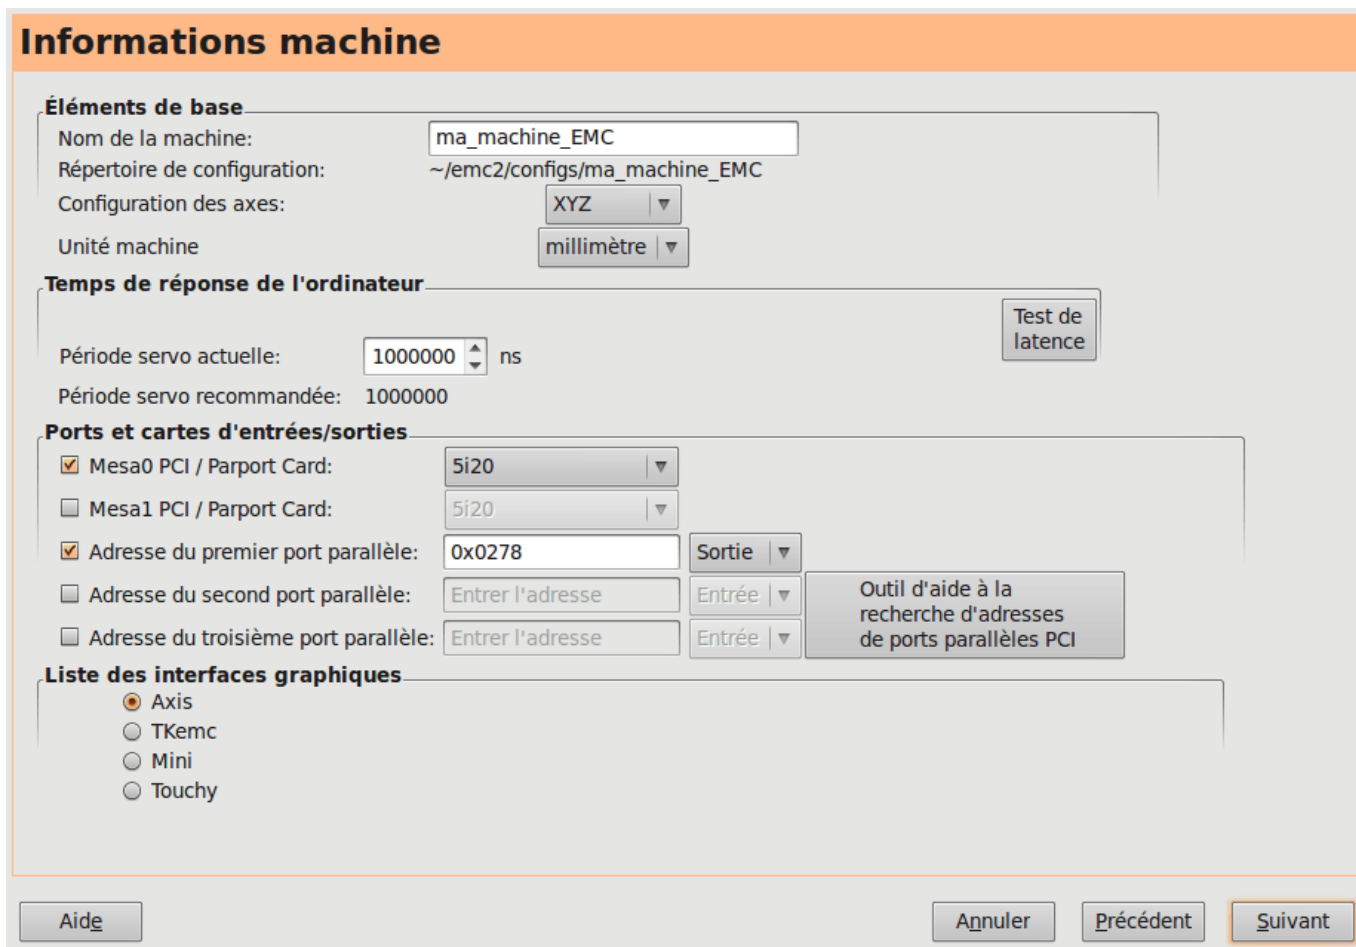 Informations machine
Éléments de base
Nom de la machine: ma_machine_EMC
Répertoire de configuration: ~/emc2/configs/ma_machine_EMC
Configuration des axes: XYZ
Unité machine millimètre
Temps de réponse de l'ordinateur
Test de
latence
Période servo actuelle: 1000000 ns
Période servo recommandée: 1000000
Ports et cartes d'entrées/sorties
Mesa0 PCI / Parport Card: 5i20
Mesa1 PCI / Parport Card: 5i20
Adresse du premier port parallèle: 0x0278 Sortie
Adresse du second port parallèle: Entrer l'adresse Entrée
Adresse du troisième port parallèle: Entrer l'adresse Entrée
Outil d'aide à la
recherche d'adresses
de ports parallèles PCI
Liste des interfaces graphiques
Axis
TKemc
Mini
Touchy
Aide Annuler Précédent Suivant